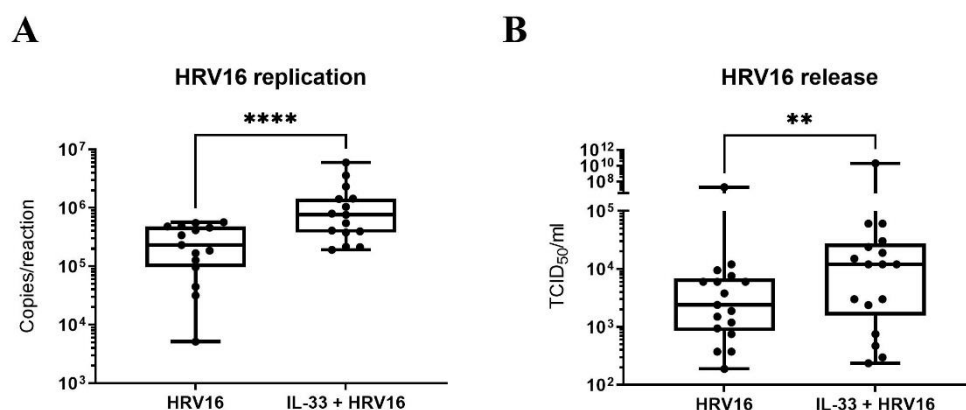 A
HRV16 replication
****
Copies/reaction
10⁷
10⁶
10⁵
10⁴
10³
HRV16
IL-33 + HRV16
B
HRV16 release
**
TCID₅₀/ml
10¹²
10¹⁰
10⁸
10⁵
10⁴
10³
10²
HRV16
IL-33 + HRV16